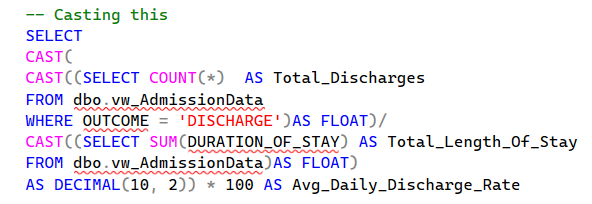 -- Casting this
SELECT
CAST(
CAST((SELECT COUNT(*)  AS Total_Discharges
FROM dbo.vw_AdmissionData
WHERE OUTCOME = 'DISCHARGE')AS FLOAT)/
CAST((SELECT SUM(DURATION_OF_STAY) AS Total_Length_Of_Stay
FROM dbo.vw_AdmissionData)AS FLOAT)
AS DECIMAL(10, 2)) * 100 AS Avg_Daily_Discharge_Rate